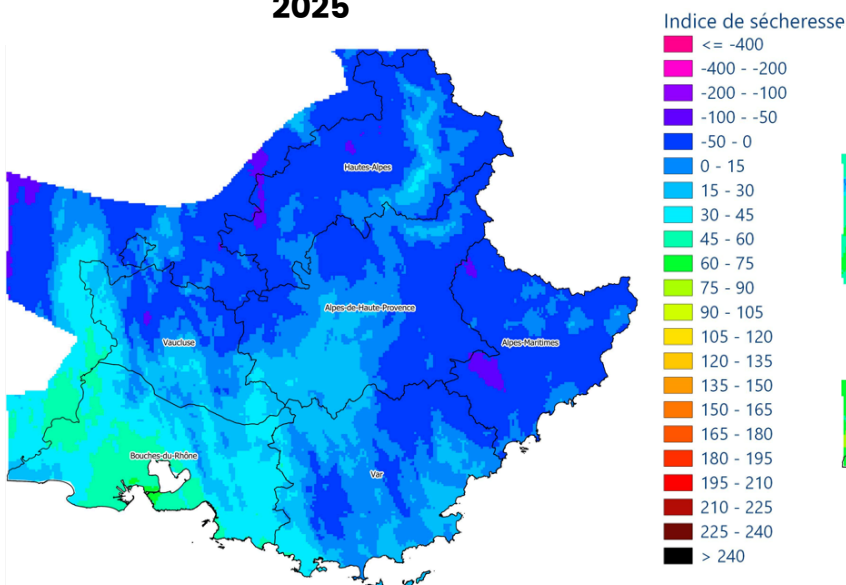 2025
Indice de sécheresse
<= -400
-400 - -200
-200 - -100
-100 - -50
-50 - 0
0 - 15
15 - 30
30 - 45
45 - 60
60 - 75
75 - 90
90 - 105
105 - 120
120 - 135
135 - 150
150 - 165
165 - 180
180 - 195
195 - 210
210 - 225
225 - 240
> 240
Hautes-Alpes
Alpes-de-Haute-Provence
Vaucluse
Alpes-Maritimes
Bouches-du-Rhône
Var